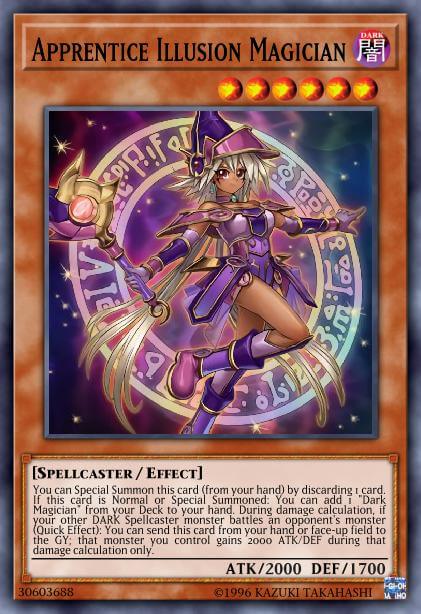 APPRENTICE ILLUSION MAGICIAN
DARK
闇
[SPELLCASTER / EFFECT]
You can Special Summon this card (from your hand) by discarding 1 card.
If this card is Normal or Special Summoned: You can add 1 "Dark
Magician" from your Deck to your hand. During damage calculation, if
your other DARK Spellcaster monster battles an opponent's monster
(Quick Effect): You can send this card from your hand or face-up field to
the GY; that monster you control gains 2000 ATK/DEF during that
damage calculation only.
ATK/2000 DEF/1700
30603688
©1996 KAZUKI TAKAHASHI